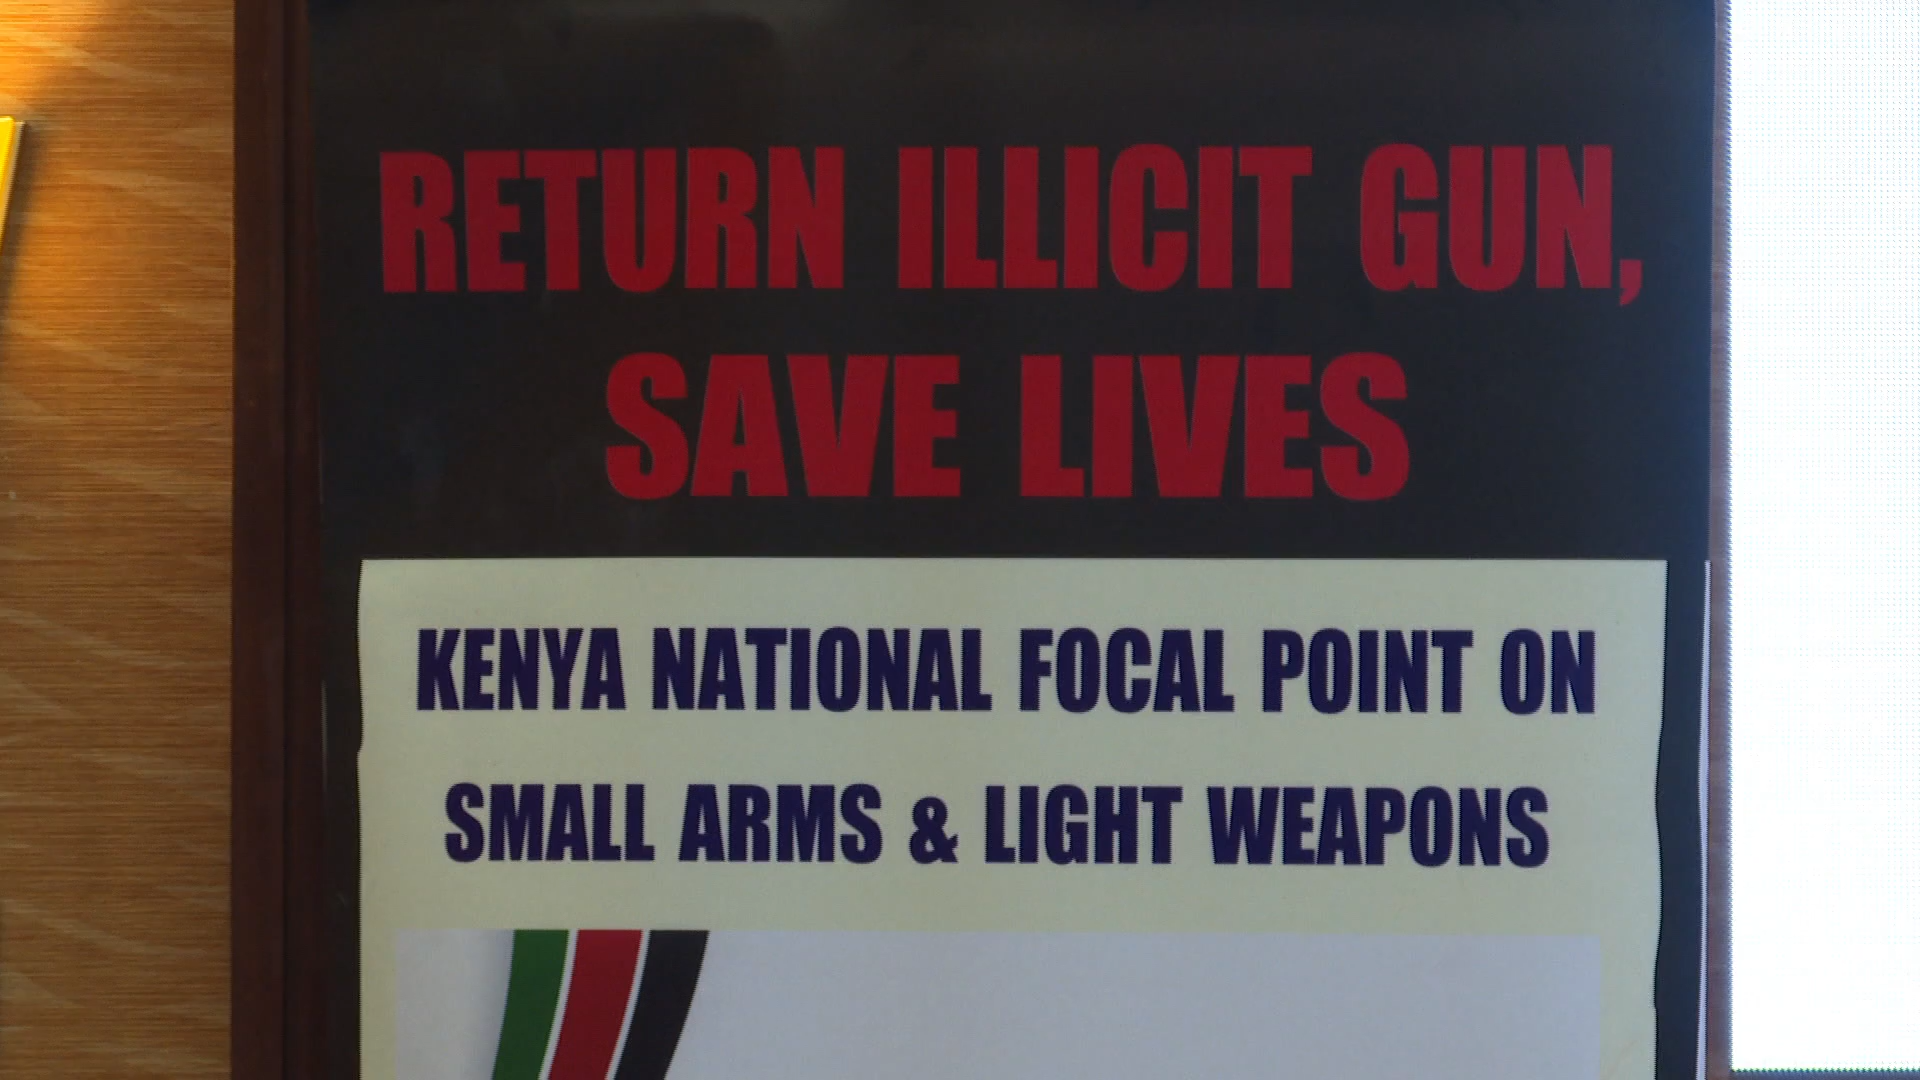 RETURN ILLICIT GUN,
SAVE LIVES
KENYA NATIONAL FOCAL POINT ON
SMALL ARMS & LIGHT WEAPONS